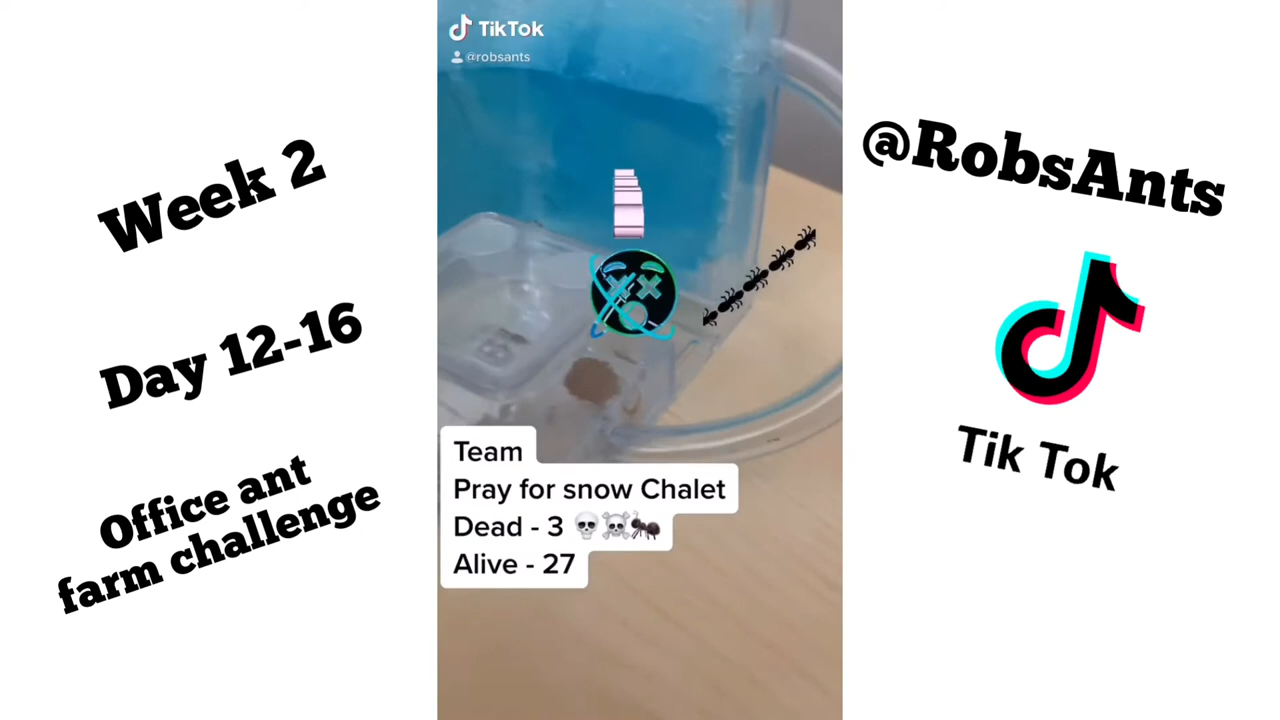 Week 2
Day 12-16
Office ant
farm challenge
TikTok
@robsants
Team
Pray for snow Chalet
Dead - 3 💀☠️🐜
Alive - 27
@RobsAnts
Tik Tok